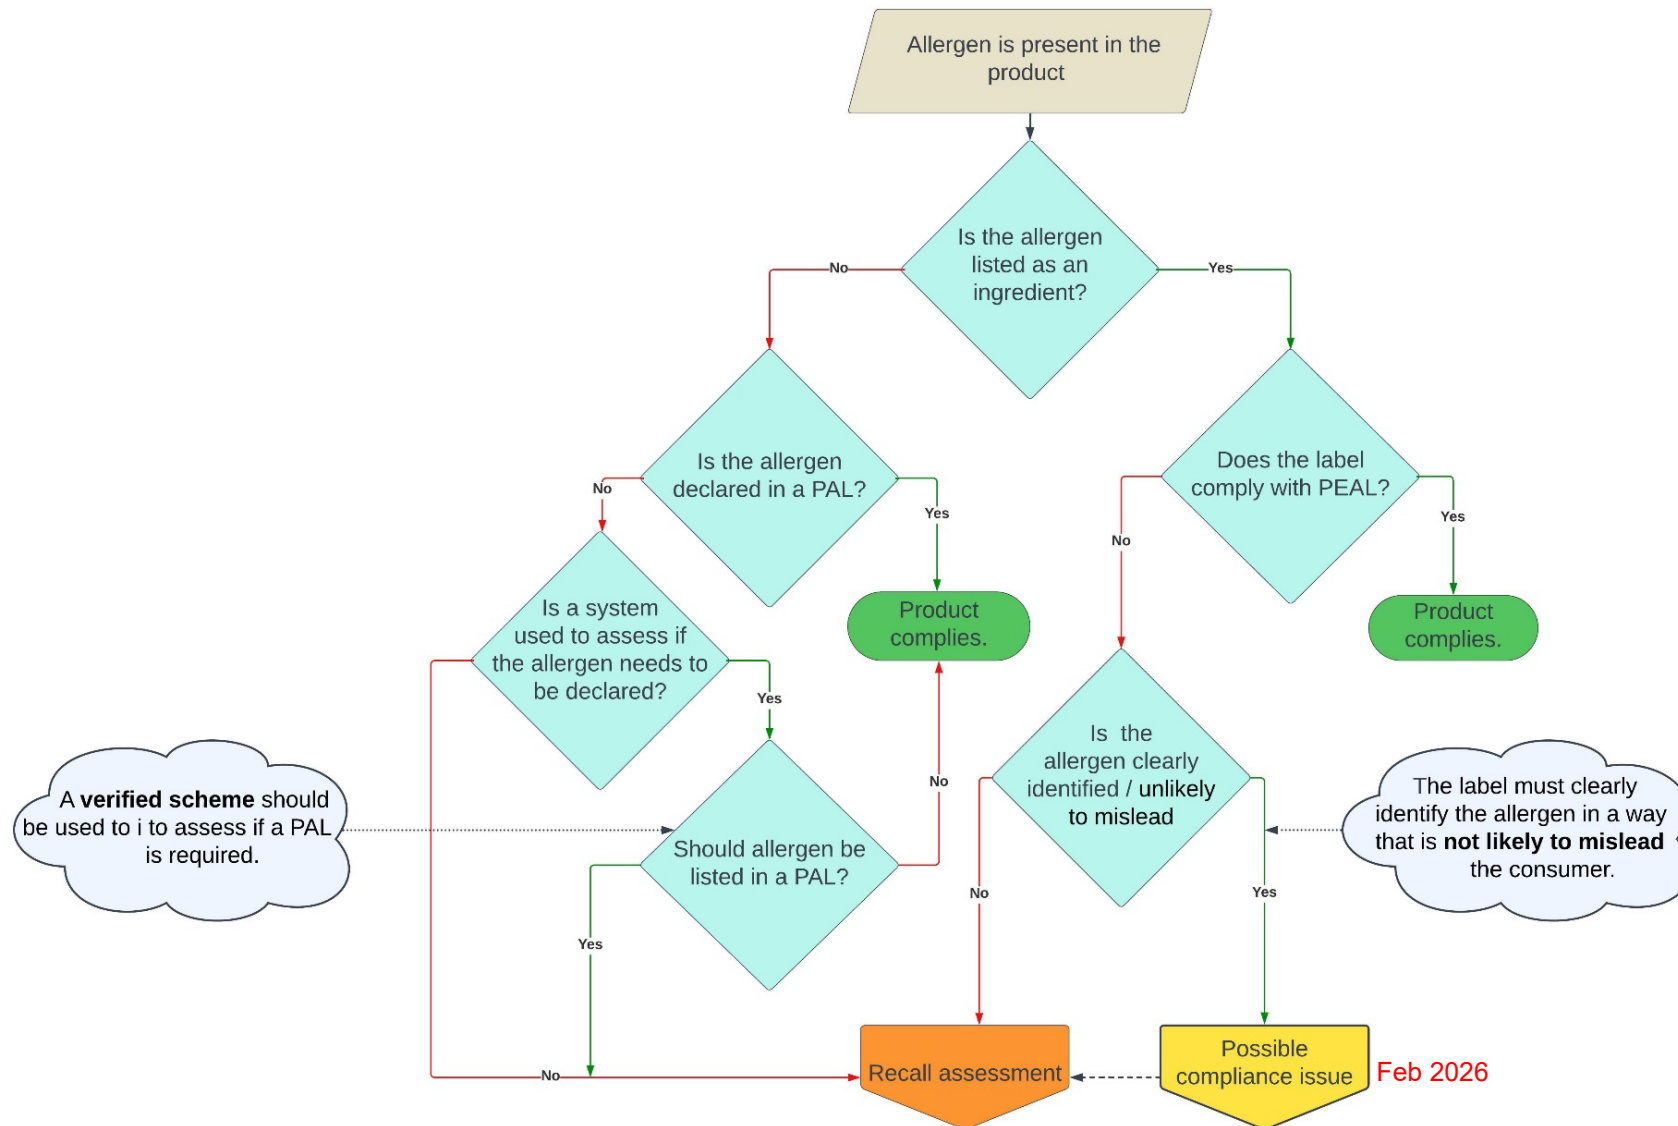 Allergen is present in the
product
Is the allergen
listed as an
ingredient?
No
Yes
Is the allergen
declared in a PAL?
Does the label
comply with PEAL?
No
Yes
No
Yes
Is a system
used to assess if
the allergen needs to
be declared?
Product
complies.
Product
complies.
Yes
Is the
allergen clearly
identified / unlikely
to mislead
No
A verified scheme should
be used to i to assess if a PAL
is required.
The label must clearly
identify the allergen in a way
that is not likely to mislead
the consumer.
Should allergen be
listed in a PAL?
No
Yes
Yes
No
Recall assessment
Possible
compliance issue
Feb 2026